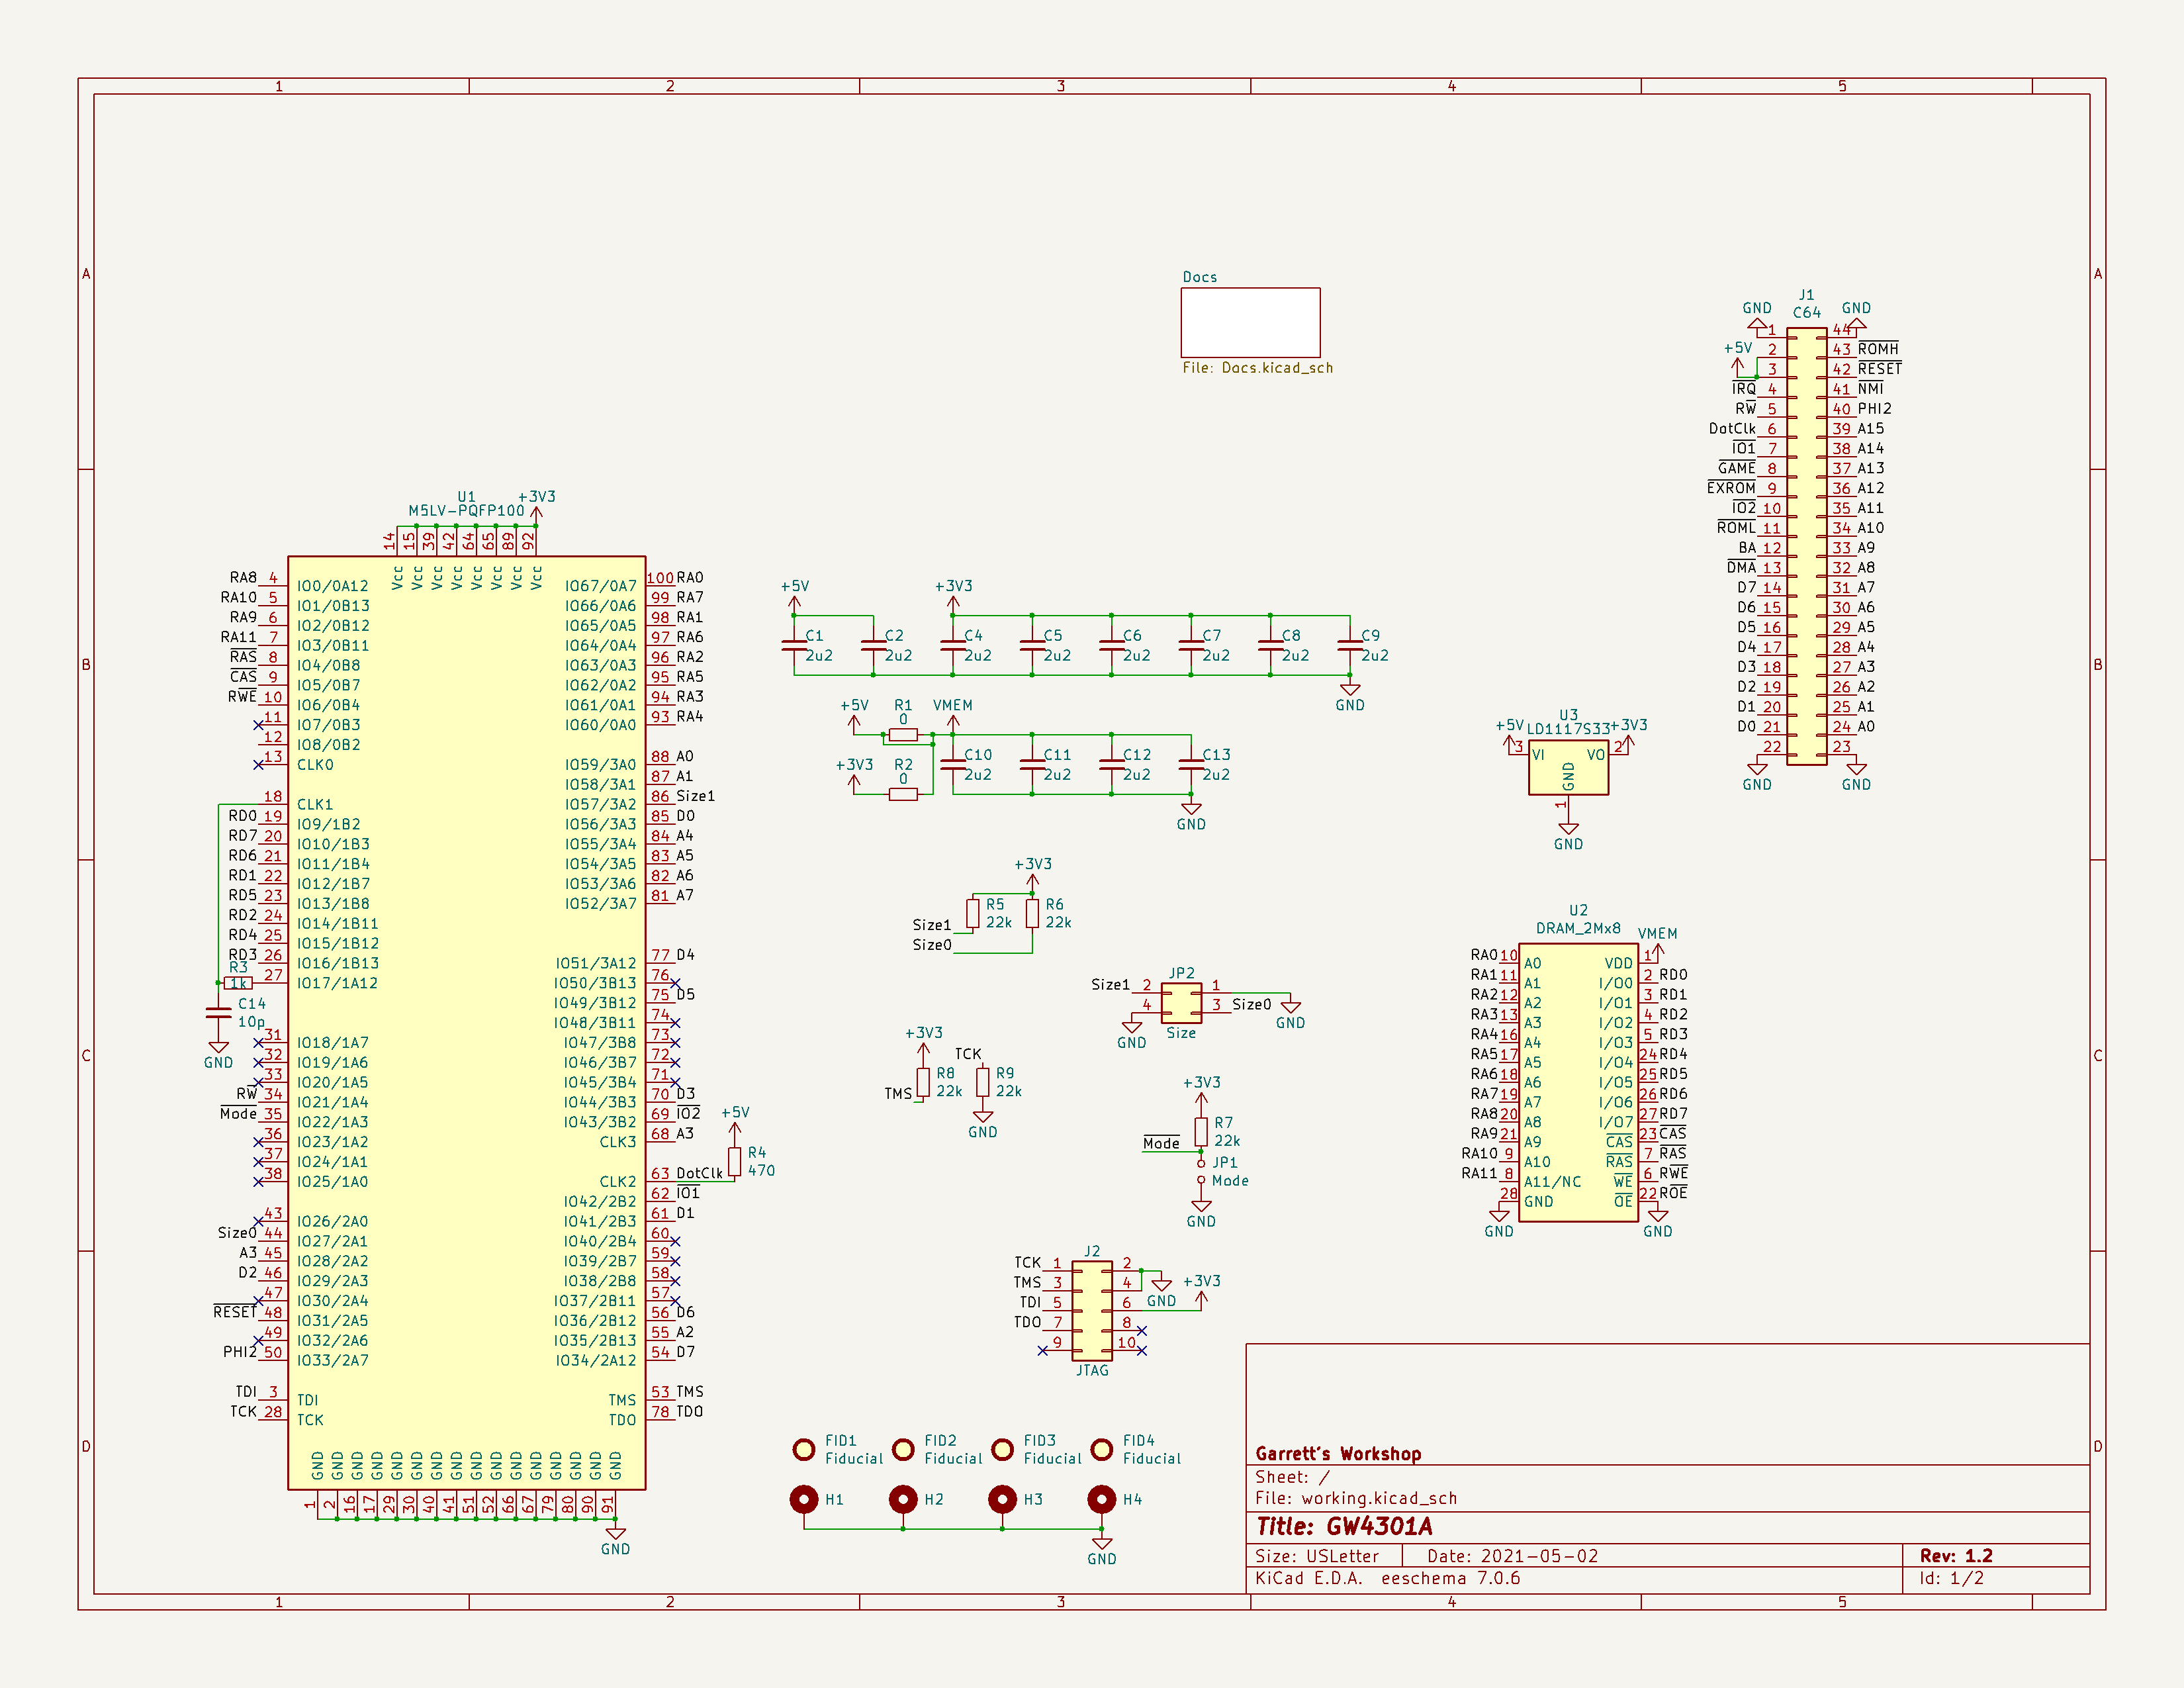 1 2 3 4 5
A A
B B
C C
D D
1 2 3 4 5
Docs
File: Docs.kicad_sch
J1
C64
GND GND
1 44
2 43 ROMH
+5V
3 42 RESET
IRQ 4 41 NMI
RW 5 40 PHI2
DotClk 6 39 A15
IO1 7 38 A14
GAME 8 37 A13
EXROM 9 36 A12
IO2 10 35 A11
ROML 11 34 A10
BA 12 33 A9
DMA 13 32 A8
D7 14 31 A7
D6 15 30 A6
D5 16 29 A5
D4 17 28 A4
D3 18 27 A3
D2 19 26 A2
D1 20 25 A1
D0 21 24 A0
22 23
GND GND
U1 +3V3
M5LV-PQFP100
14 15 39 42 64 65 89 92
Vcc Vcc Vcc Vcc Vcc Vcc Vcc Vcc
RA8 4 IO0/0A12 IO67/0A7 100 RA0
RA10 5 IO1/0B13 IO66/0A6 99 RA7
RA9 6 IO2/0B12 IO65/0A5 98 RA1
RA11 7 IO3/0B11 IO64/0A4 97 RA6
RAS 8 IO4/0B8 IO63/0A3 96 RA2
CAS 9 IO5/0B7 IO62/0A2 95 RA5
RWE 10 IO6/0B4 IO61/0A1 94 RA3
11 IO7/0B3 IO60/0A0 93 RA4
12 IO8/0B2
13 CLK0 IO59/3A0 88 A0
IO58/3A1 87 A1
18 CLK1 IO57/3A2 86 Size1
RD0 19 IO9/1B2 IO56/3A3 85 D0
RD7 20 IO10/1B3 IO55/3A4 84 A4
RD6 21 IO11/1B4 IO54/3A5 83 A5
RD1 22 IO12/1B7 IO53/3A6 82 A6
RD5 23 IO13/1B8 IO52/3A7 81 A7
RD2 24 IO14/1B11
RD4 25 IO15/1B12
RD3 26 IO16/1B13 IO51/3A12 77 D4
R3 1k 27 IO17/1A12 IO50/3B13 76
IO49/3B12 75 D5
C14
10p
GND
IO48/3B11 74
31 IO18/1A7 IO47/3B8 73
32 IO19/1A6 IO46/3B7 72
33 IO20/1A5 IO45/3B4 71
RW 34 IO21/1A4 IO44/3B3 70 D3
Mode 35 IO22/1A3 IO43/3B2 69 IO2
36 IO23/1A2 CLK3 68 A3
37 IO24/1A1
38 IO25/1A0 CLK2 63 DotClk
IO42/2B2 62 IO1
43 IO26/2A0 IO41/2B3 61 D1
Size0 44 IO27/2A1 IO40/2B4 60
A3 45 IO28/2A2 IO39/2B7 59
D2 46 IO29/2A3 IO38/2B8 58
47 IO30/2A4 IO37/2B11 57
RESET 48 IO31/2A5 IO36/2B12 56 D6
49 IO32/2A6 IO35/2B13 55 A2
PHI2 50 IO33/2A7 IO34/2A12 54 D7
TDI 3 TDI TMS 53 TMS
TCK 28 TCK TDO 78 TDO
GND GND GND GND GND GND GND GND GND GND GND GND GND GND GND GND
1 2 16 17 29 30 40 41 51 52 66 67 79 80 90 91
GND
+5V
R4
470
+5V +3V3
C1 C2 C4 C5 C6 C7 C8 C9
2u2 2u2 2u2 2u2 2u2 2u2 2u2 2u2
GND
+5V R1 VMEM
0
C10 C11 C12 C13
2u2 2u2 2u2 2u2
+3V3 R2
0
GND
+3V3
R5 R6
22k 22k
Size1
Size0
JP2
Size1 2 1
4 3 Size0
GND Size GND
+3V3
TCK
R8 R9
22k 22k
TMS
GND
+3V3
R7
22k
Mode
JP1
Mode
GND
J2
TCK 1 2
TMS 3 4
TDI 5 6
TDO 7 8
9 10
GND
+3V3
JTAG
FID1 FID2 FID3 FID4
Fiducial Fiducial Fiducial Fiducial
H1 H2 H3 H4
GND
U3
+5V LD1117S33 +3V3
3 VI VO 2
GND
1
GND
U2
DRAM_2Mx8
VMEM
RA0 10 A0 VDD 1
RA1 11 A1 I/O0 2 RD0
RA2 12 A2 I/O1 3 RD1
RA3 13 A3 I/O2 4 RD2
RA4 16 A4 I/O3 5 RD3
RA5 17 A5 I/O4 24 RD4
RA6 18 A6 I/O5 25 RD5
RA7 19 A7 I/O6 26 RD6
RA8 20 A8 I/O7 27 RD7
RA9 21 A9 CAS 23 CAS
RA10 9 A10 RAS 7 RAS
RA11 8 A11/NC WE 6 RWE
28 GND OE 22 ROE
GND GND
Garrett's Workshop
Sheet: /
File: working.kicad_sch
Title: GW4301A
Size: USLetter Date: 2021-05-02 Rev: 1.2
KiCad E.D.A. eeschema 7.0.6 Id: 1/2